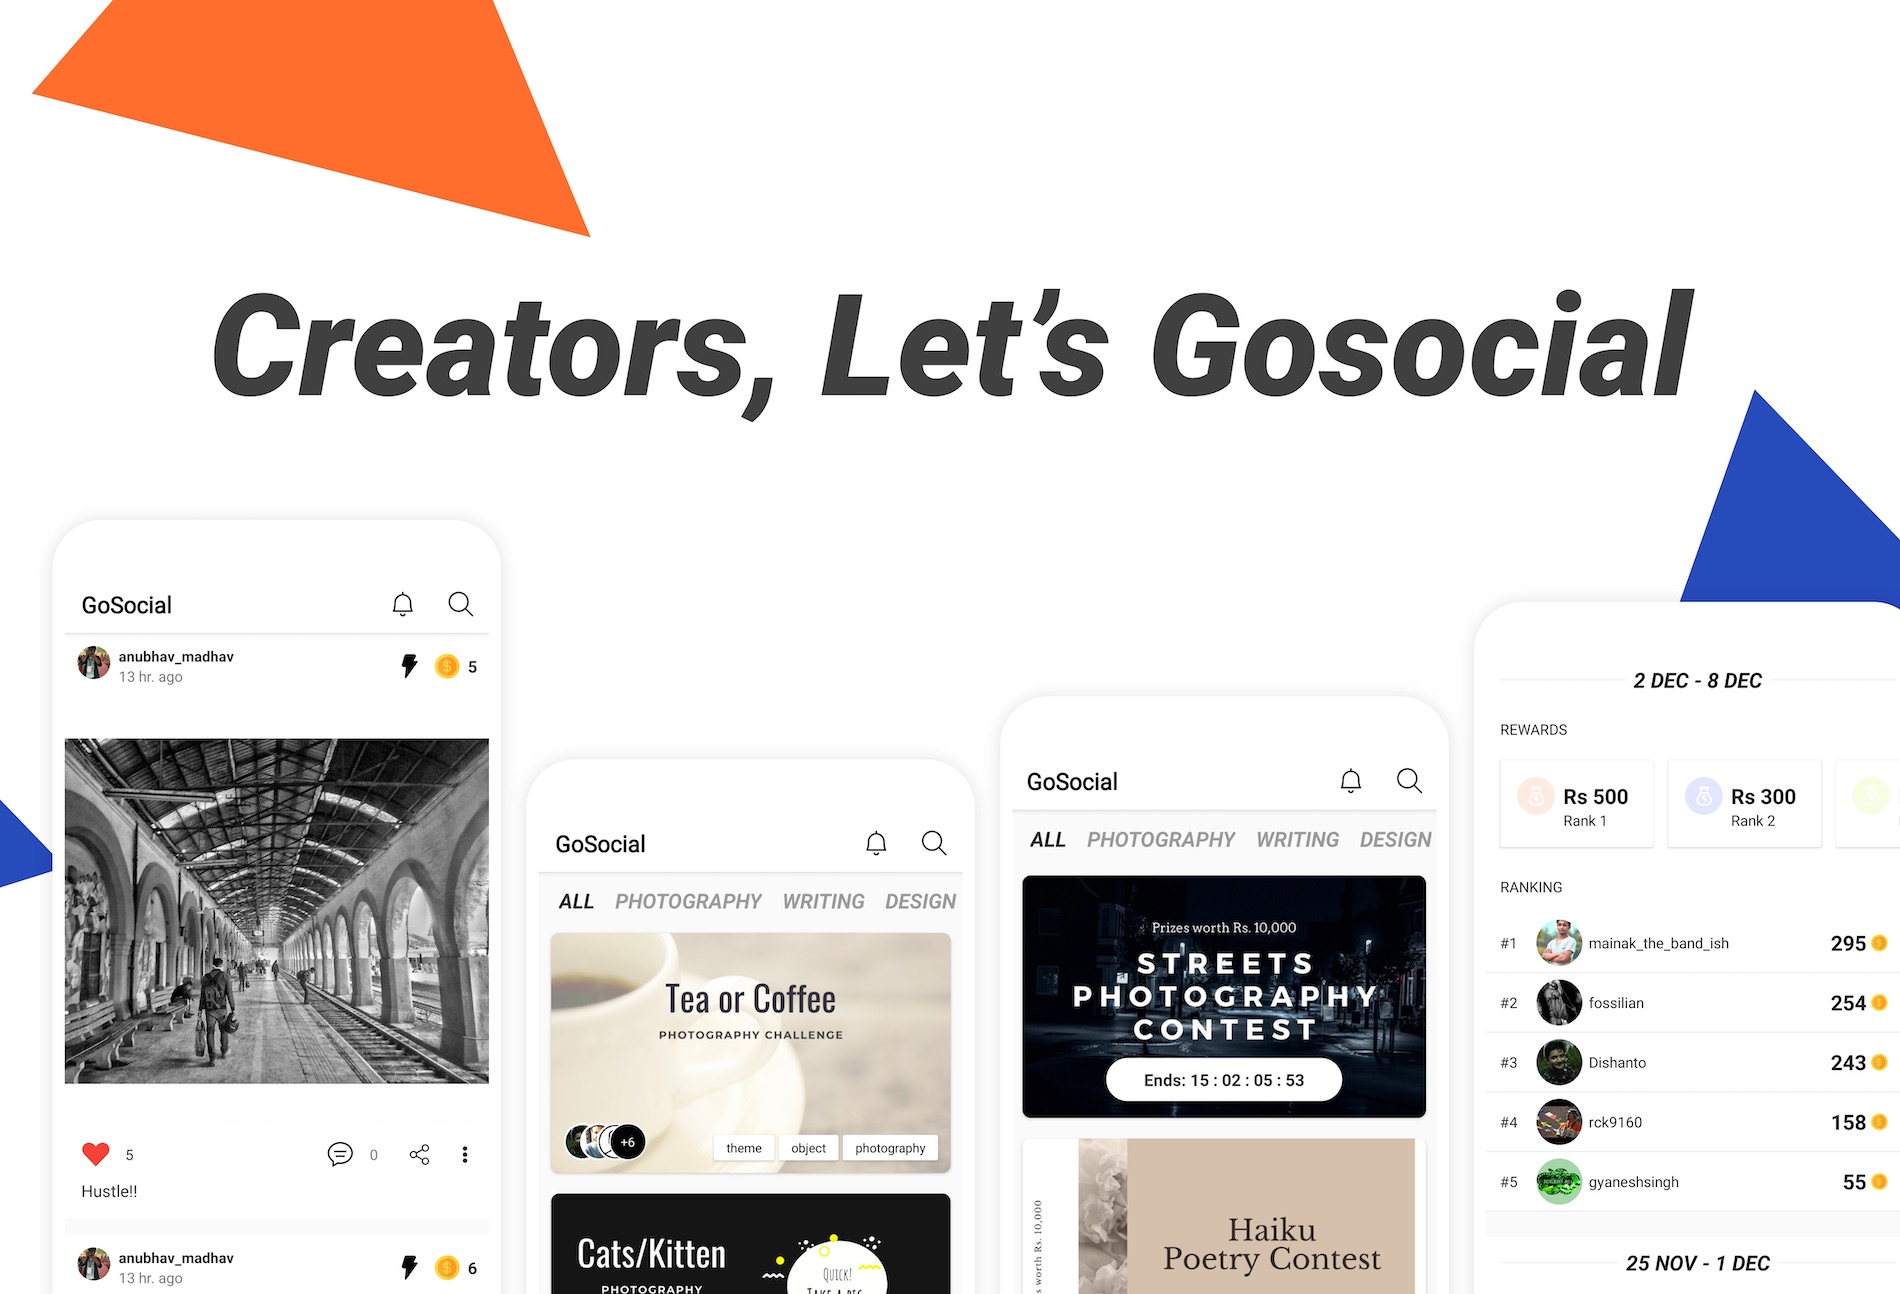 Creators, Let's Gosocial
GoSocial
anubhav_madhav
13 hr. ago
5
5
0
Hustle!!
anubhav_madhav
13 hr. ago
6
GoSocial
ALL PHOTOGRAPHY WRITING DESIGN
Tea or Coffee
PHOTOGRAPHY CHALLENGE
+6
theme object photography
Cats/Kitten
PHOTOGRAPHY
QUICK!
TAKE A PIC
GoSocial
ALL PHOTOGRAPHY WRITING DESIGN
Prizes worth Rs. 10,000
STREETS
PHOTOGRAPHY
CONTEST
Ends: 15 : 02 : 05 : 53
s worth Rs. 10,000
Haiku
Poetry Contest
2 DEC - 8 DEC
REWARDS
Rs 500
Rank 1
Rs 300
Rank 2
RANKING
#1 mainak_the_band_ish 295
#2 fossilian 254
#3 Dishanto 243
#4 rck9160 158
#5 gyaneshsingh 55
25 NOV - 1 DEC